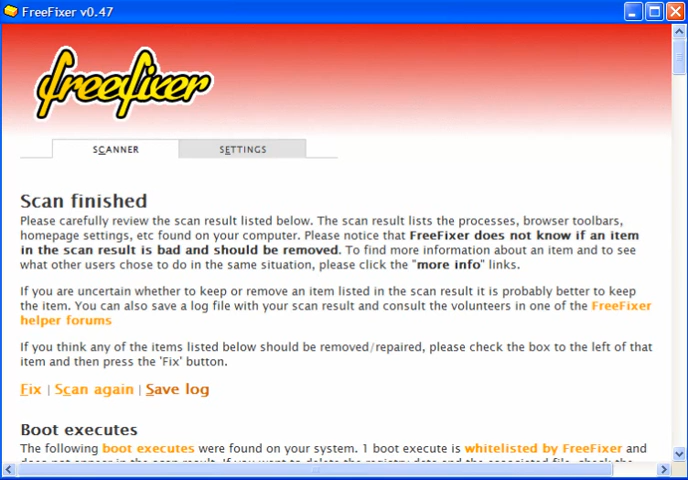 FreeFixer v0.47
freefixer
SCANNER SETTINGS
Scan finished
Please carefully review the scan result listed below. The scan result lists the processes, browser toolbars,
homepage settings, etc found on your computer. Please notice that FreeFixer does not know if an item
in the scan result is bad and should be removed. To find more information about an item and to see
what other users chose to do in the same situation, please click the "more info" links.
If you are uncertain whether to keep or remove an item listed in the scan result it is probably better to keep
the item. You can also save a log file with your scan result and consult the volunteers in one of the FreeFixer
helper forums
If you think any of the items listed below should be removed/repaired, please check the box to the left of that
item and then press the 'Fix' button.
Fix | Scan again | Save log
Boot executes
The following boot executes were found on your system. 1 boot execute is whitelisted by FreeFixer and